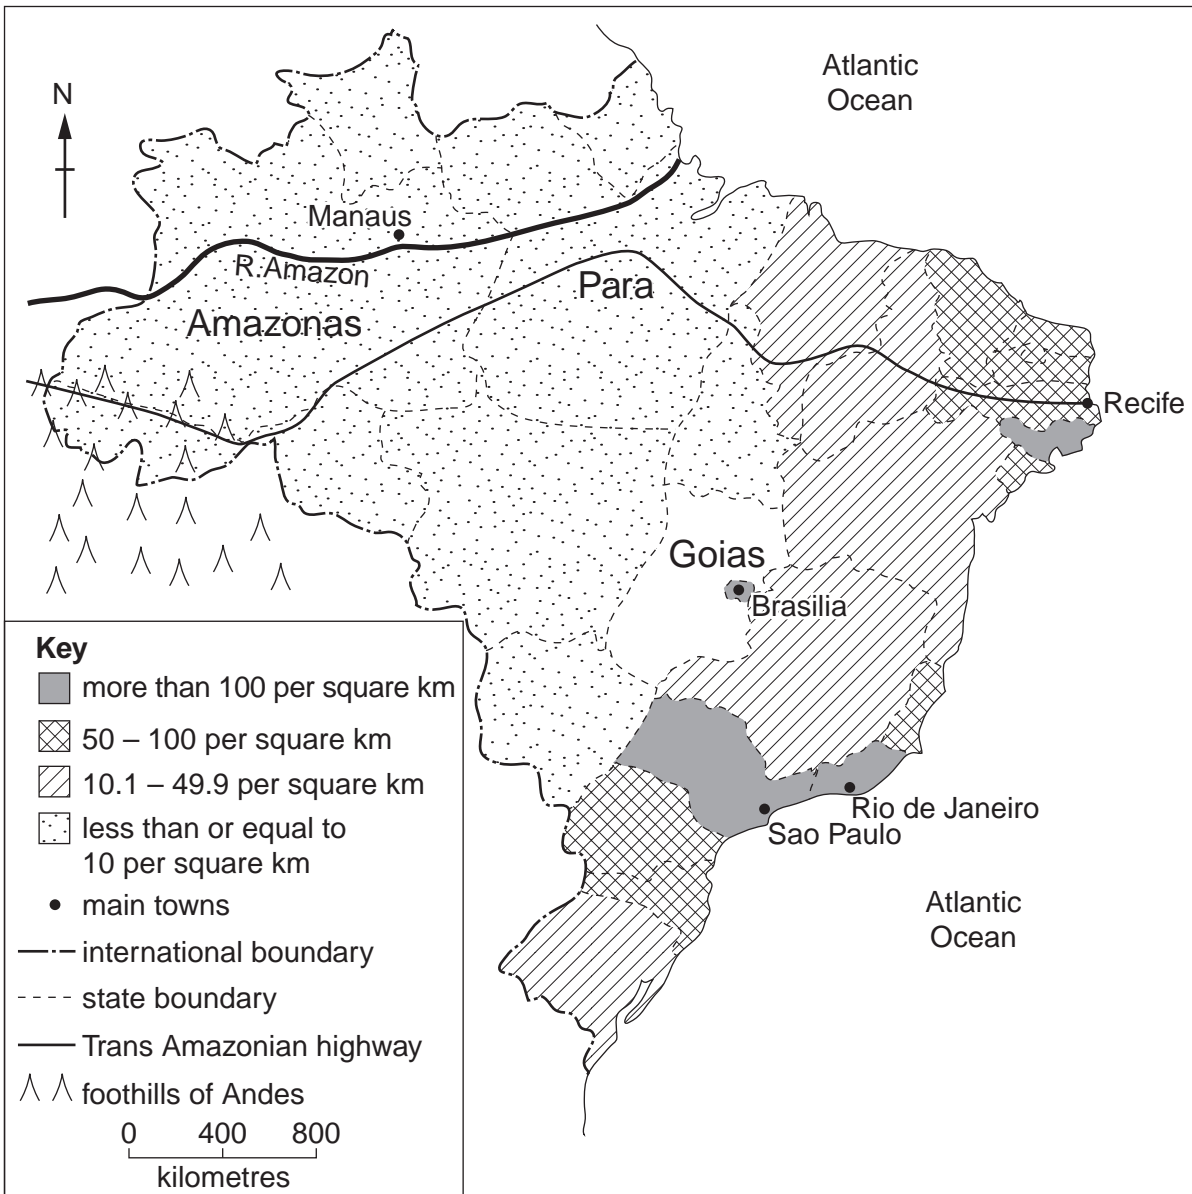 Atlantic
Ocean
N
Manaus
R.Amazon
Para
Amazonas
Recife
Goias
Brasilia
Key
more than 100 per square km
50 – 100 per square km
10.1 – 49.9 per square km
less than or equal to
10 per square km
main towns
international boundary
state boundary
Trans Amazonian highway
foothills of Andes
0 400 800
kilometres
Rio de Janeiro
Sao Paulo
Atlantic
Ocean